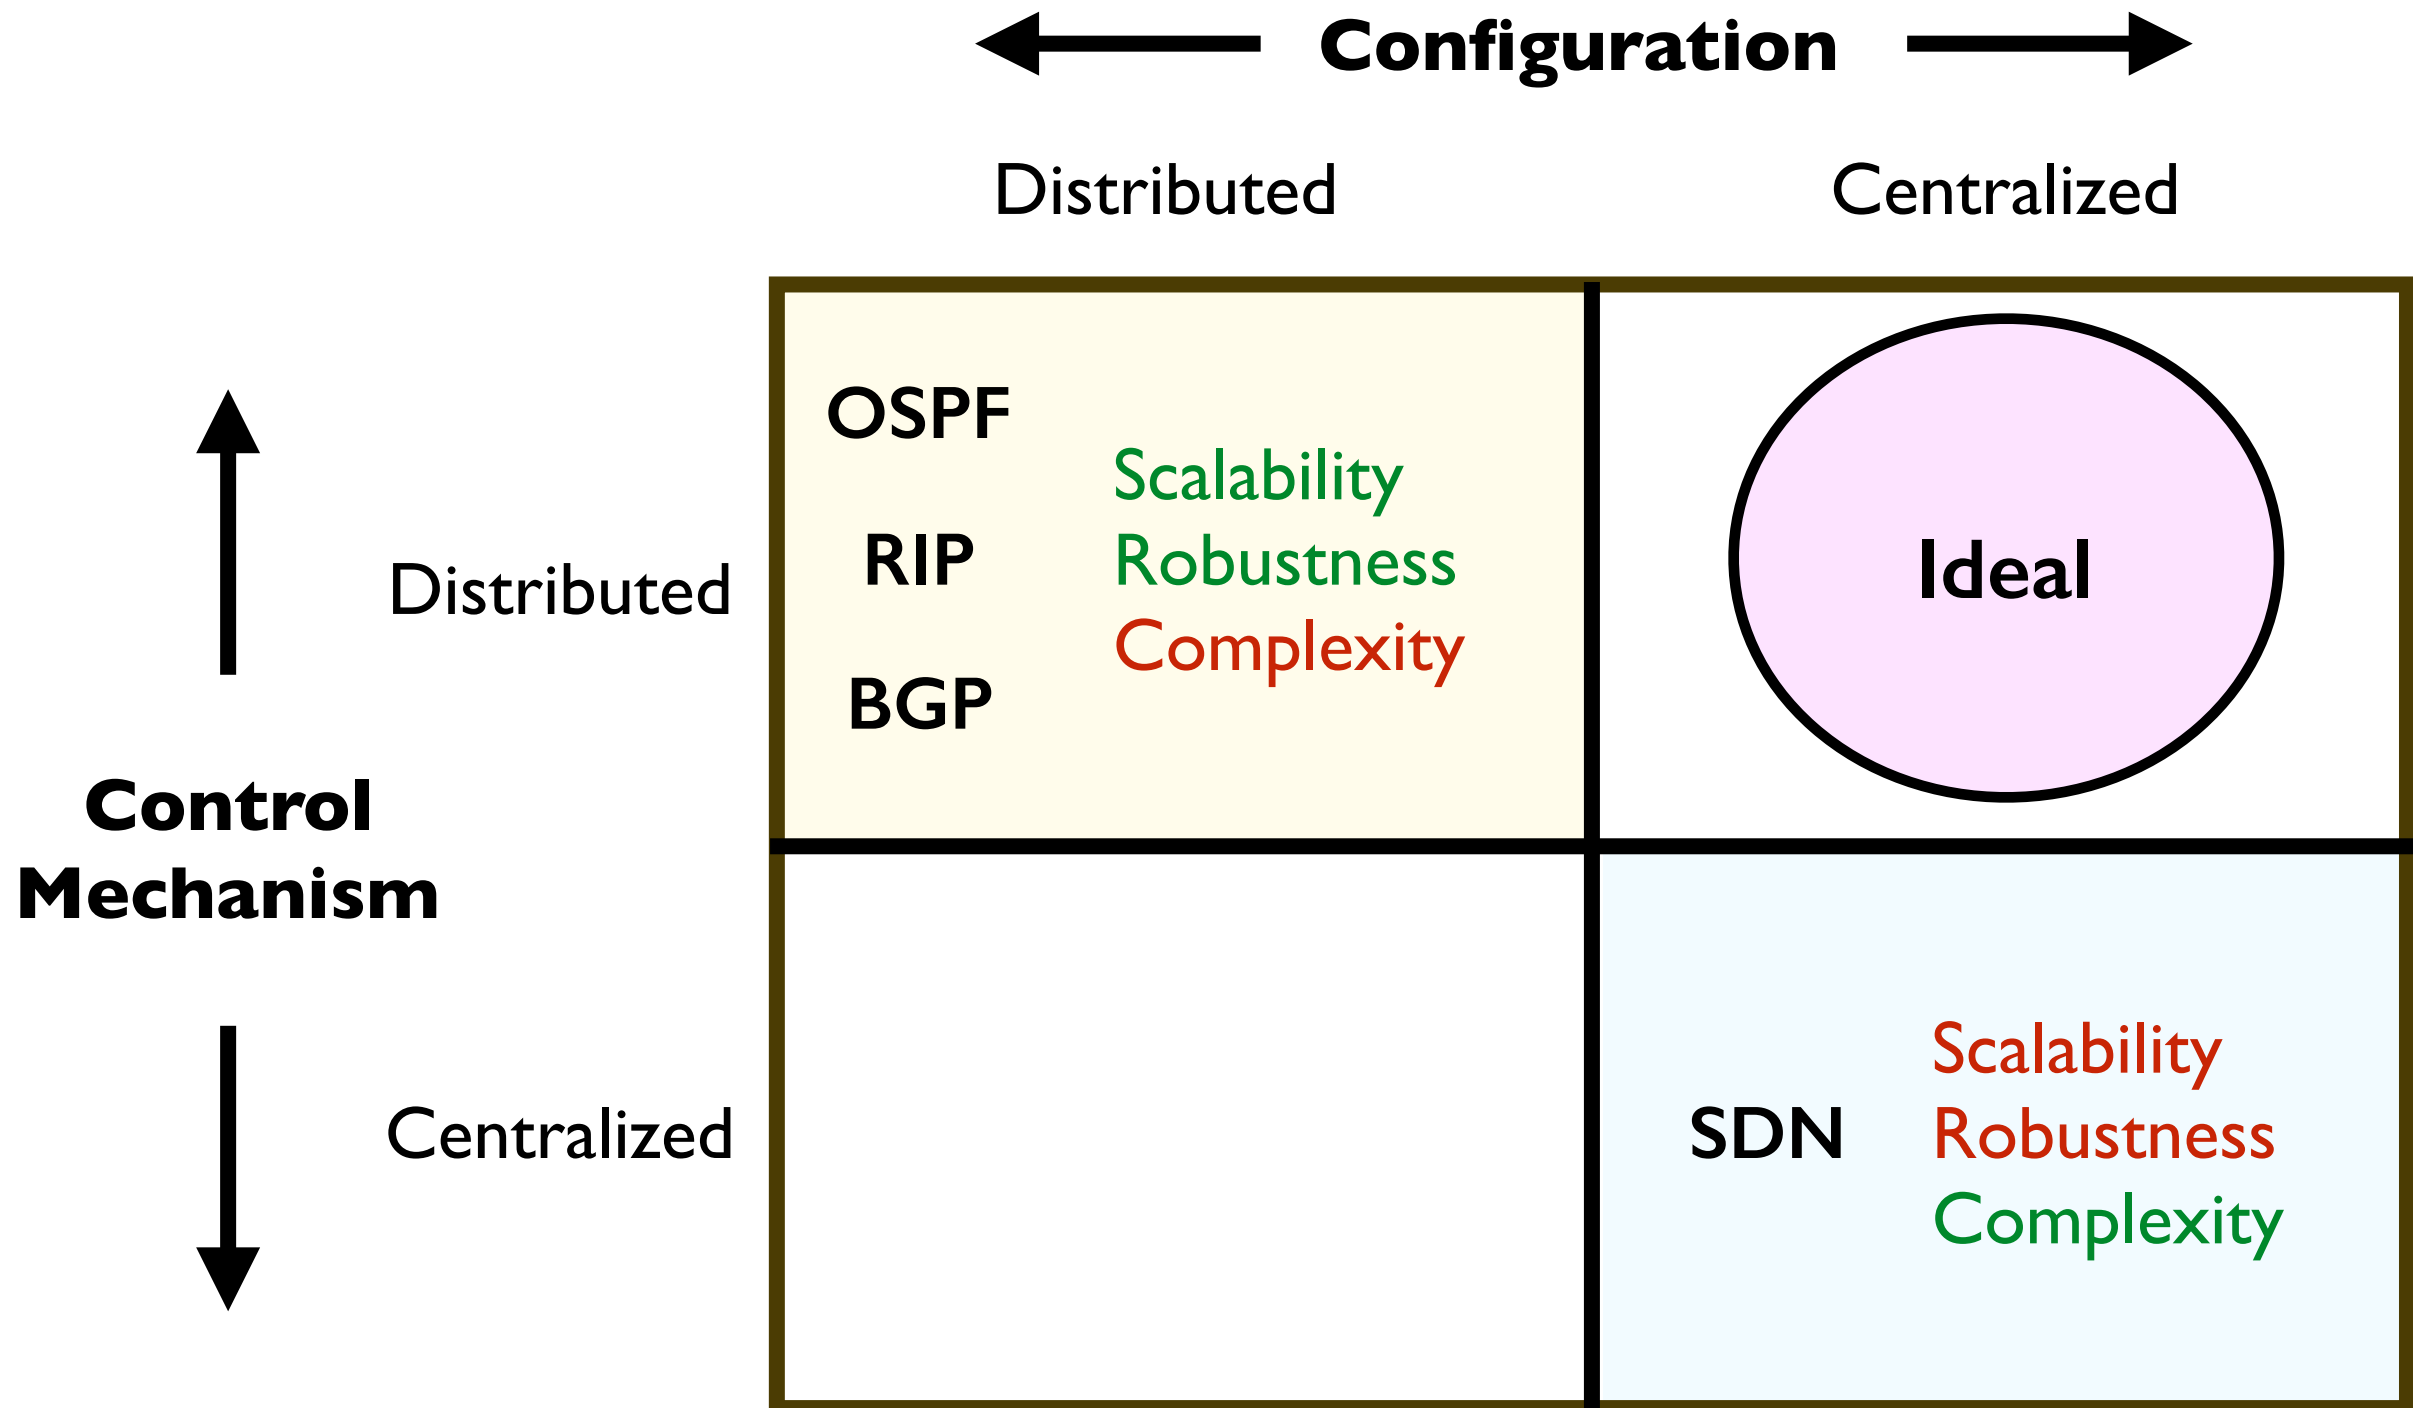 Configuration
Distributed
Centralized
Control
Mechanism
Distributed
Centralized
OSPF
RIP
BGP
Scalability
Robustness
Complexity
Ideal
SDN
Scalability
Robustness
Complexity